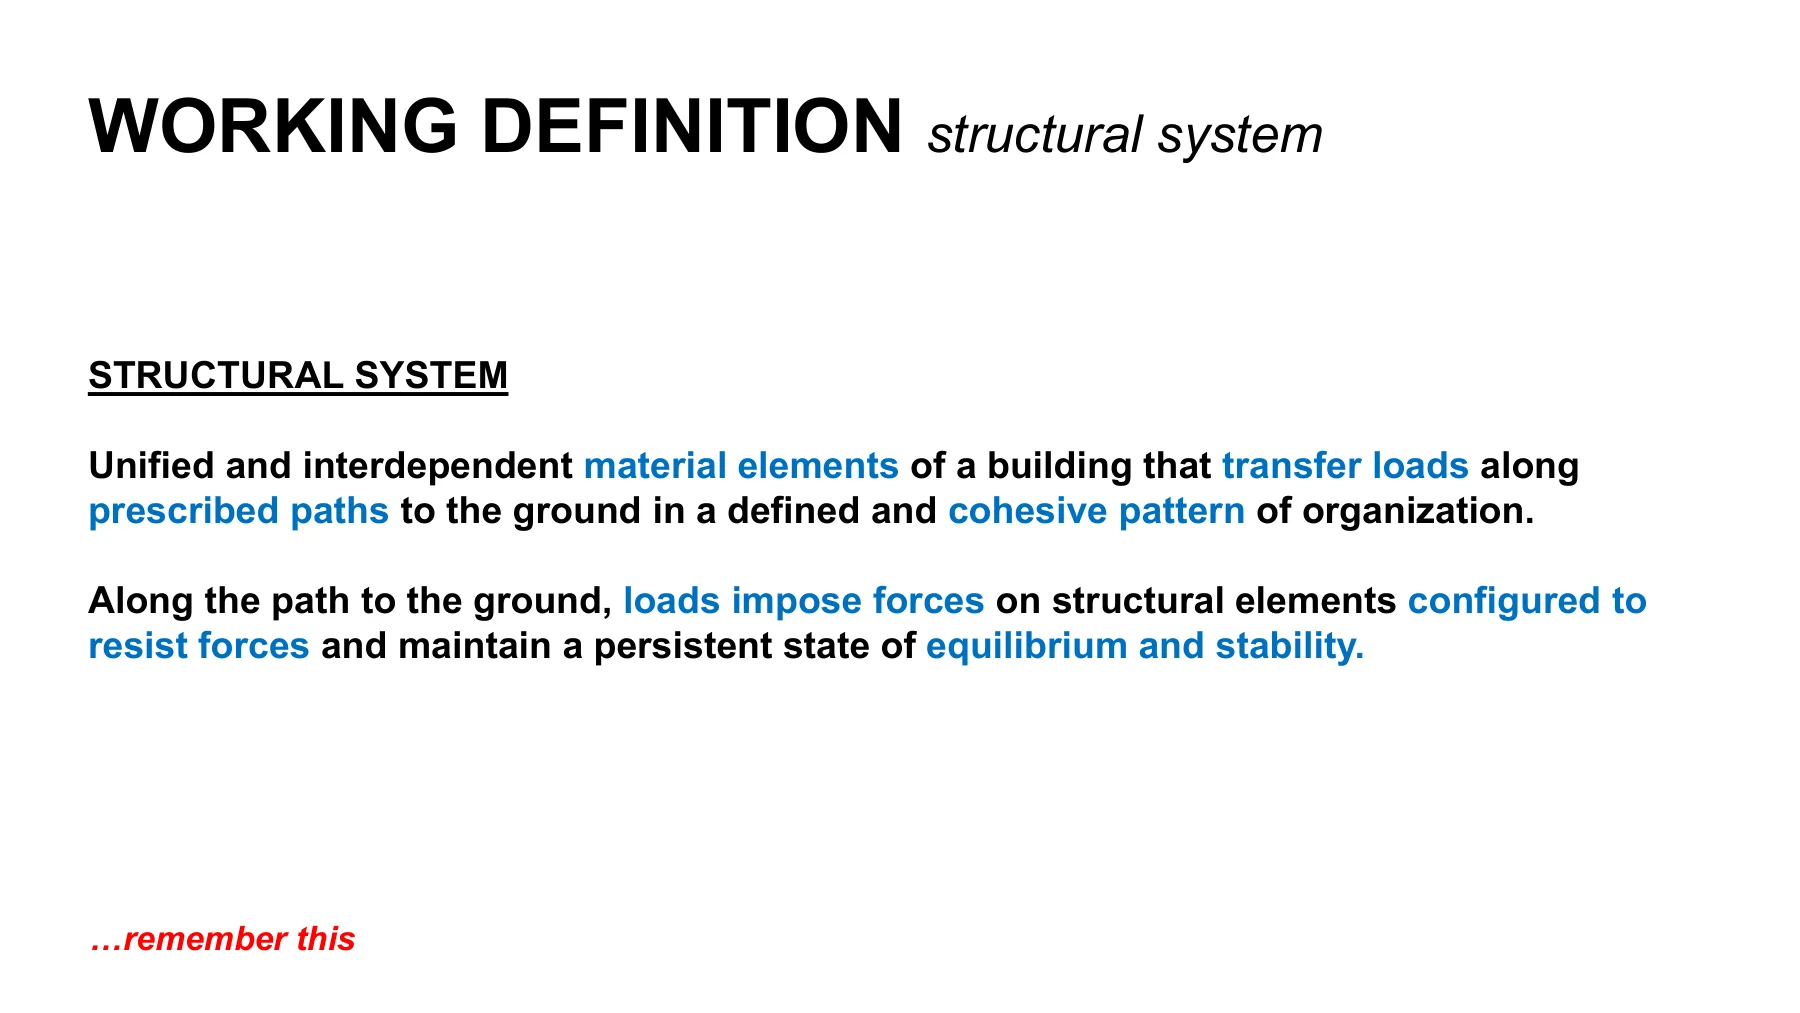 WORKING DEFINITION structural system
STRUCTURAL SYSTEM
Unified and interdependent material elements of a building that transfer loads along
prescribed paths to the ground in a defined and cohesive pattern of organization.
Along the path to the ground, loads impose forces on structural elements configured to
resist forces and maintain a persistent state of equilibrium and stability.
…remember this